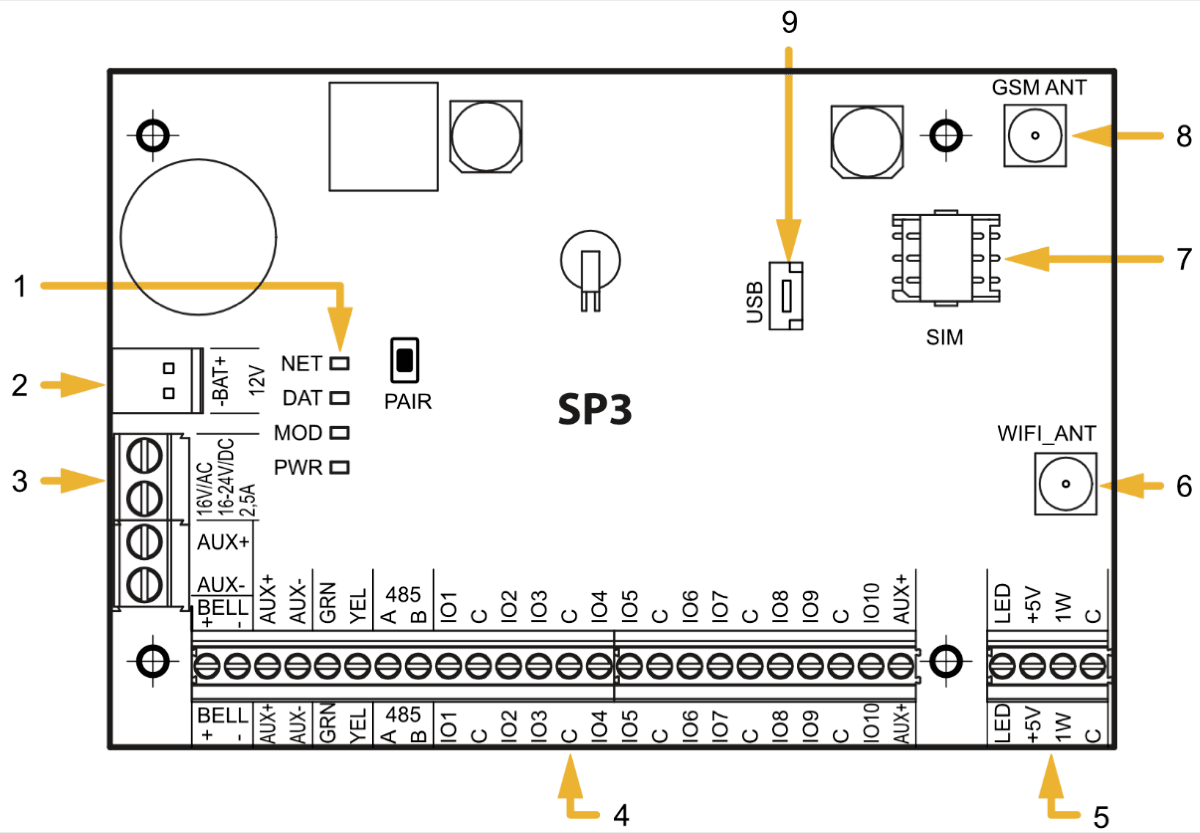 9
GSM ANT
8
7
USB
SIM
1
2
-BAT+
12V
NET
DAT
MOD
PWR
PAIR
SP3
WIFI_ANT
3
16V/AC
16-24V/DC
2,5A
6
AUX+
AUX-
BELL
+ -
AUX+
AUX-
GRN
YEL
485
A
B
IO1
C
IO2
IO3
C
IO4
IO5
C
IO6
IO7
C
IO8
IO9
C
IO10
AUX+
LED
+5V
1W
C
BELL
+ -
AUX+
AUX-
GRN
YEL
485
A
B
IO1
C
IO2
IO3
C
IO4
IO5
C
IO6
IO7
C
IO8
IO9
C
IO10
AUX+
LED
+5V
1W
C
4
5